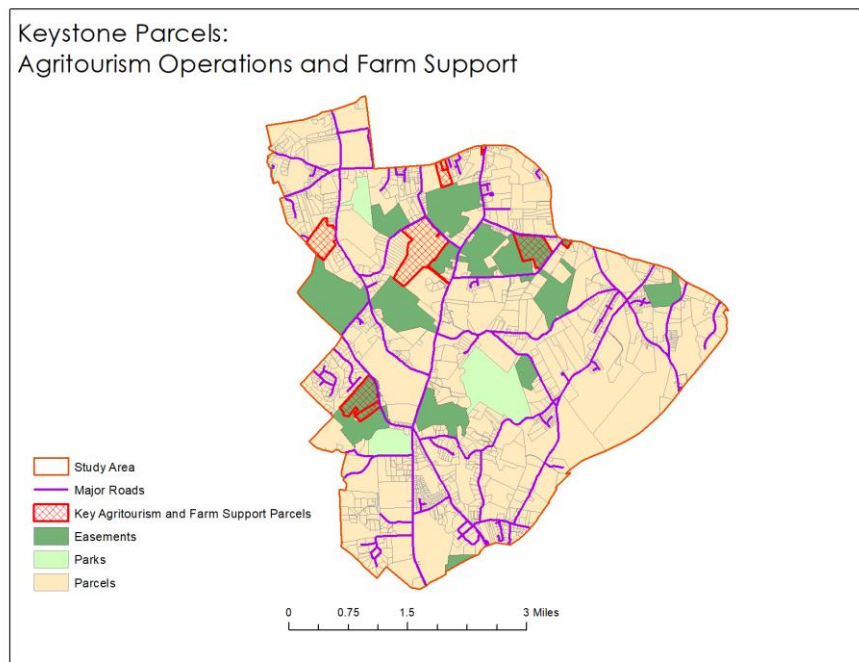 Keystone Parcels:
Agritourism Operations and Farm Support
Study Area
Major Roads
Key Agritourism and Farm Support Parcels
Easements
Parks
Parcels
0 0.75 1.5 3 Miles